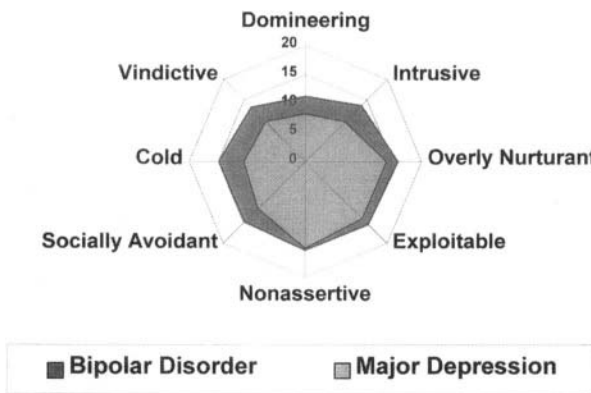 Domineering
20
Vindictive
15
Intrusive
10
5
Cold
0
Overly Nurturant
Socially Avoidant
Exploitable
Nonassertive
Bipolar Disorder
Major Depression